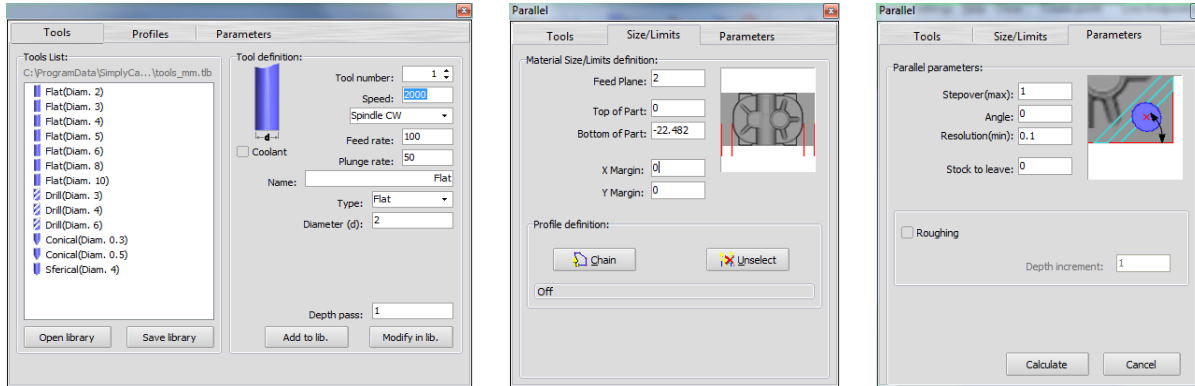 Tools Profiles Parameters
Tools List:
C:\ProgramData\SimplyCa...\tools_mm.tlb
Flat(Diam. 2)
Flat(Diam. 3)
Flat(Diam. 4)
Flat(Diam. 5)
Flat(Diam. 6)
Flat(Diam. 8)
Flat(Diam. 10)
Drill(Diam. 3)
Drill(Diam. 4)
Drill(Diam. 6)
Conical(Diam. 0.3)
Conical(Diam. 0.5)
Sferical(Diam. 4)
Open library Save library
Tool definition:
d
Coolant
Tool number: 1
Speed: 2000
Spindle CW
Feed rate: 100
Plunge rate: 50
Name: Flat
Type: Flat
Diameter (d): 2
Depth pass: 1
Add to lib. Modify in lib.
Parallel
Tools Size/Limits Parameters
Material Size/Limits definition:
Feed Plane: 2
Top of Part: 0
Bottom of Part: -22.482
X Margin: 0
Y Margin: 0
Profile definition:
Chain Unselect
Off
Parallel
Tools Size/Limits Parameters
Parallel parameters:
Stepover(max): 1
Angle: 0
Resolution(min): 0.1
Stock to leave: 0
Roughing
Depth increment: 1
Calculate Cancel